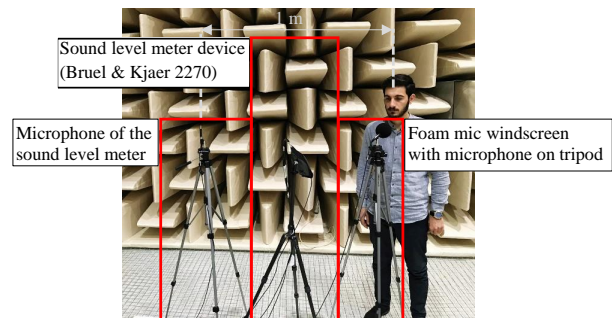 1 m
Sound level meter device
(Bruel & Kjaer 2270)
Microphone of the
sound level meter
Foam mic windscreen
with microphone on tripod